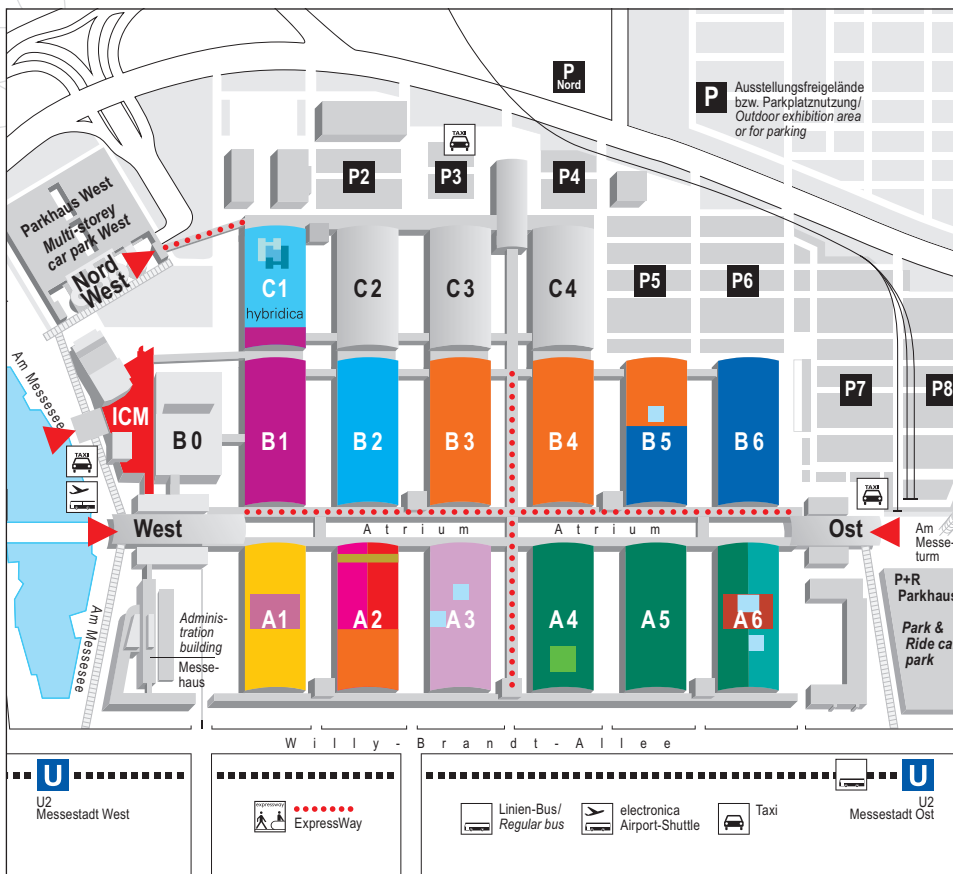 P
Nord
P
Ausstellungsfreigelände
bzw. Parkplatznutzung/
Outdoor exhibition area
or for parking
TAXI
P2
P3
P4
Parkhaus West
Multi-storey
car park West
Nord
West
C1
hybridica
C2
C3
C4
P5
P6
P7
P8
Am Messesee
ICM
B0
B1
B2
B3
B4
B5
B6
TAXI
TAXI
West
Atrium
Atrium
Ost
Am
Messe-
turm
P+R
Parkhaus
Park &
Ride ca
park
A1
A2
A3
A4
A5
A6
Am Messesee
Adminis-
tration
building
Messe-
haus
Willy-Brandt-Allee
U
U2
Messestadt West
expressway
ExpressWay
Linien-Bus/
Regular bus
electronica
Airport-Shuttle
Taxi
U
U2
Messestadt Ost